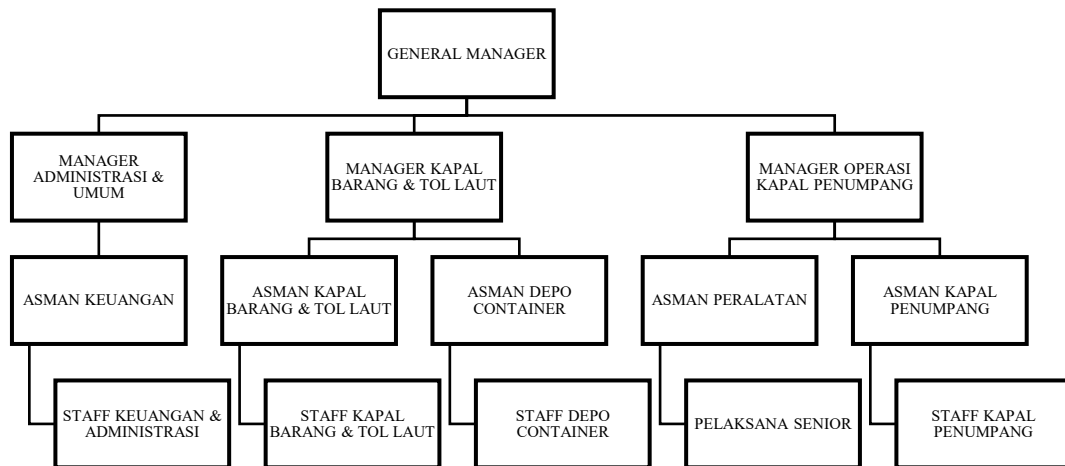 GENERAL MANAGER
MANAGER
ADMINISTRASI &
UMUM
MANAGER KAPAL
BARANG & TOL LAUT
MANAGER OPERASI
KAPAL PENUMPANG
ASMAN KEUANGAN
ASMAN KAPAL
BARANG & TOL LAUT
ASMAN DEPO
CONTAINER
ASMAN PERALATAN
ASMAN KAPAL
PENUMPANG
STAFF KEUANGAN &
ADMINISTRASI
STAFF KAPAL
BARANG & TOL LAUT
STAFF DEPO
CONTAINER
PELAKSANA SENIOR
STAFF KAPAL
PENUMPANG